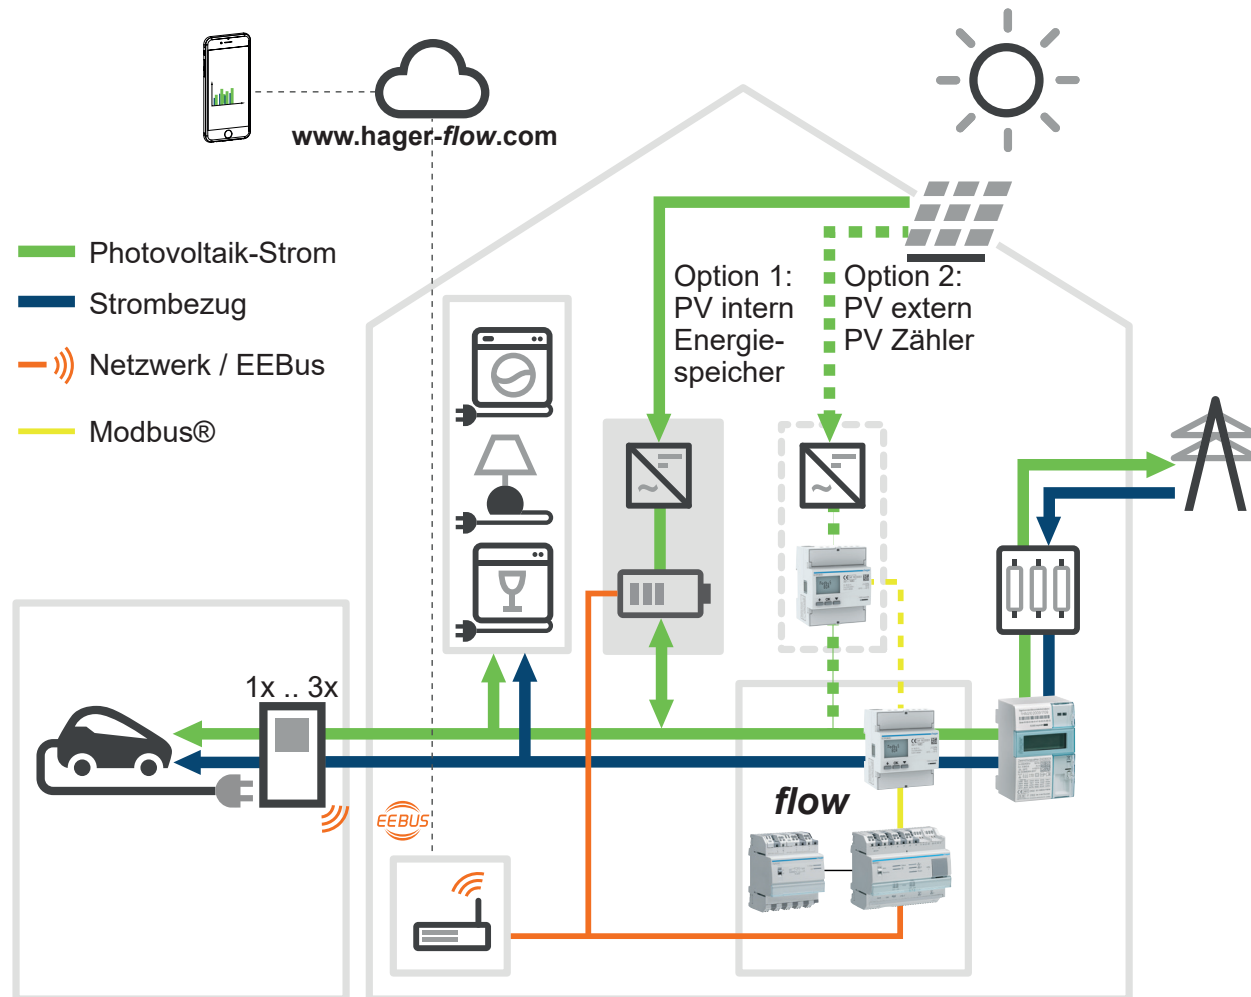 www.hager-flow.com
Photovoltaik-Strom
Strombezug
Netzwerk / EEBus
Modbus®
Option 1:
PV intern
Energie-
speicher
Option 2:
PV extern
PV Zähler
1x .. 3x
EEBUS
flow